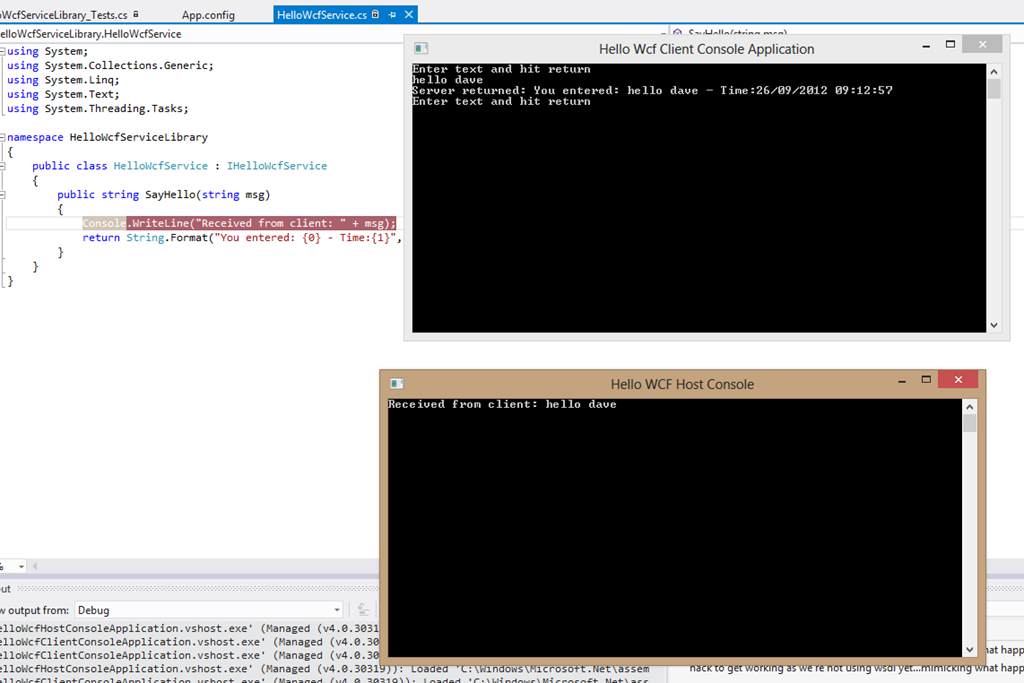 oWcfServiceLibrary_Tests.cs App.config HelloWcfService.cs
elloWcfServiceLibrary.HelloWcfService
SayHello(string msg)
using System;
using System.Collections.Generic;
using System.Linq;
using System.Text;
using System.Threading.Tasks;
namespace HelloWcfServiceLibrary
{
public class HelloWcfService : IHelloWcfService
{
public string SayHello(string msg)
{
Console.WriteLine("Received from client: " + msg);
return String.Format("You entered: {0} - Time:{1}",
}
}
}
Hello Wcf Client Console Application
Enter text and hit return
hello dave
Server returned: You entered: hello dave - Time:26/09/2012 09:12:57
Enter text and hit return
Hello WCF Host Console
Received from client: hello dave
%
ut
w output from: Debug
elloWcfHostConsoleApplication.vshost.exe' (Managed (v4.0.3031
elloWcfClientConsoleApplication.vshost.exe' (Managed (v4.0.30
elloWcfClientConsoleApplication.vshost.exe' (Managed (v4.0.30
elloWcfHostConsoleApplication.vshost.exe' (Managed (v4.0.30319)): Loaded 'C:\Windows\Microsoft.Net\assem
elloWcfClientConsoleApplication.vshost.exe' (Managed (v4.0.30319)): Loaded 'C:\Windows\Microsoft.Net\ass
hat happ
hack to get working as we're not using wsdl yet...mimicking what happ